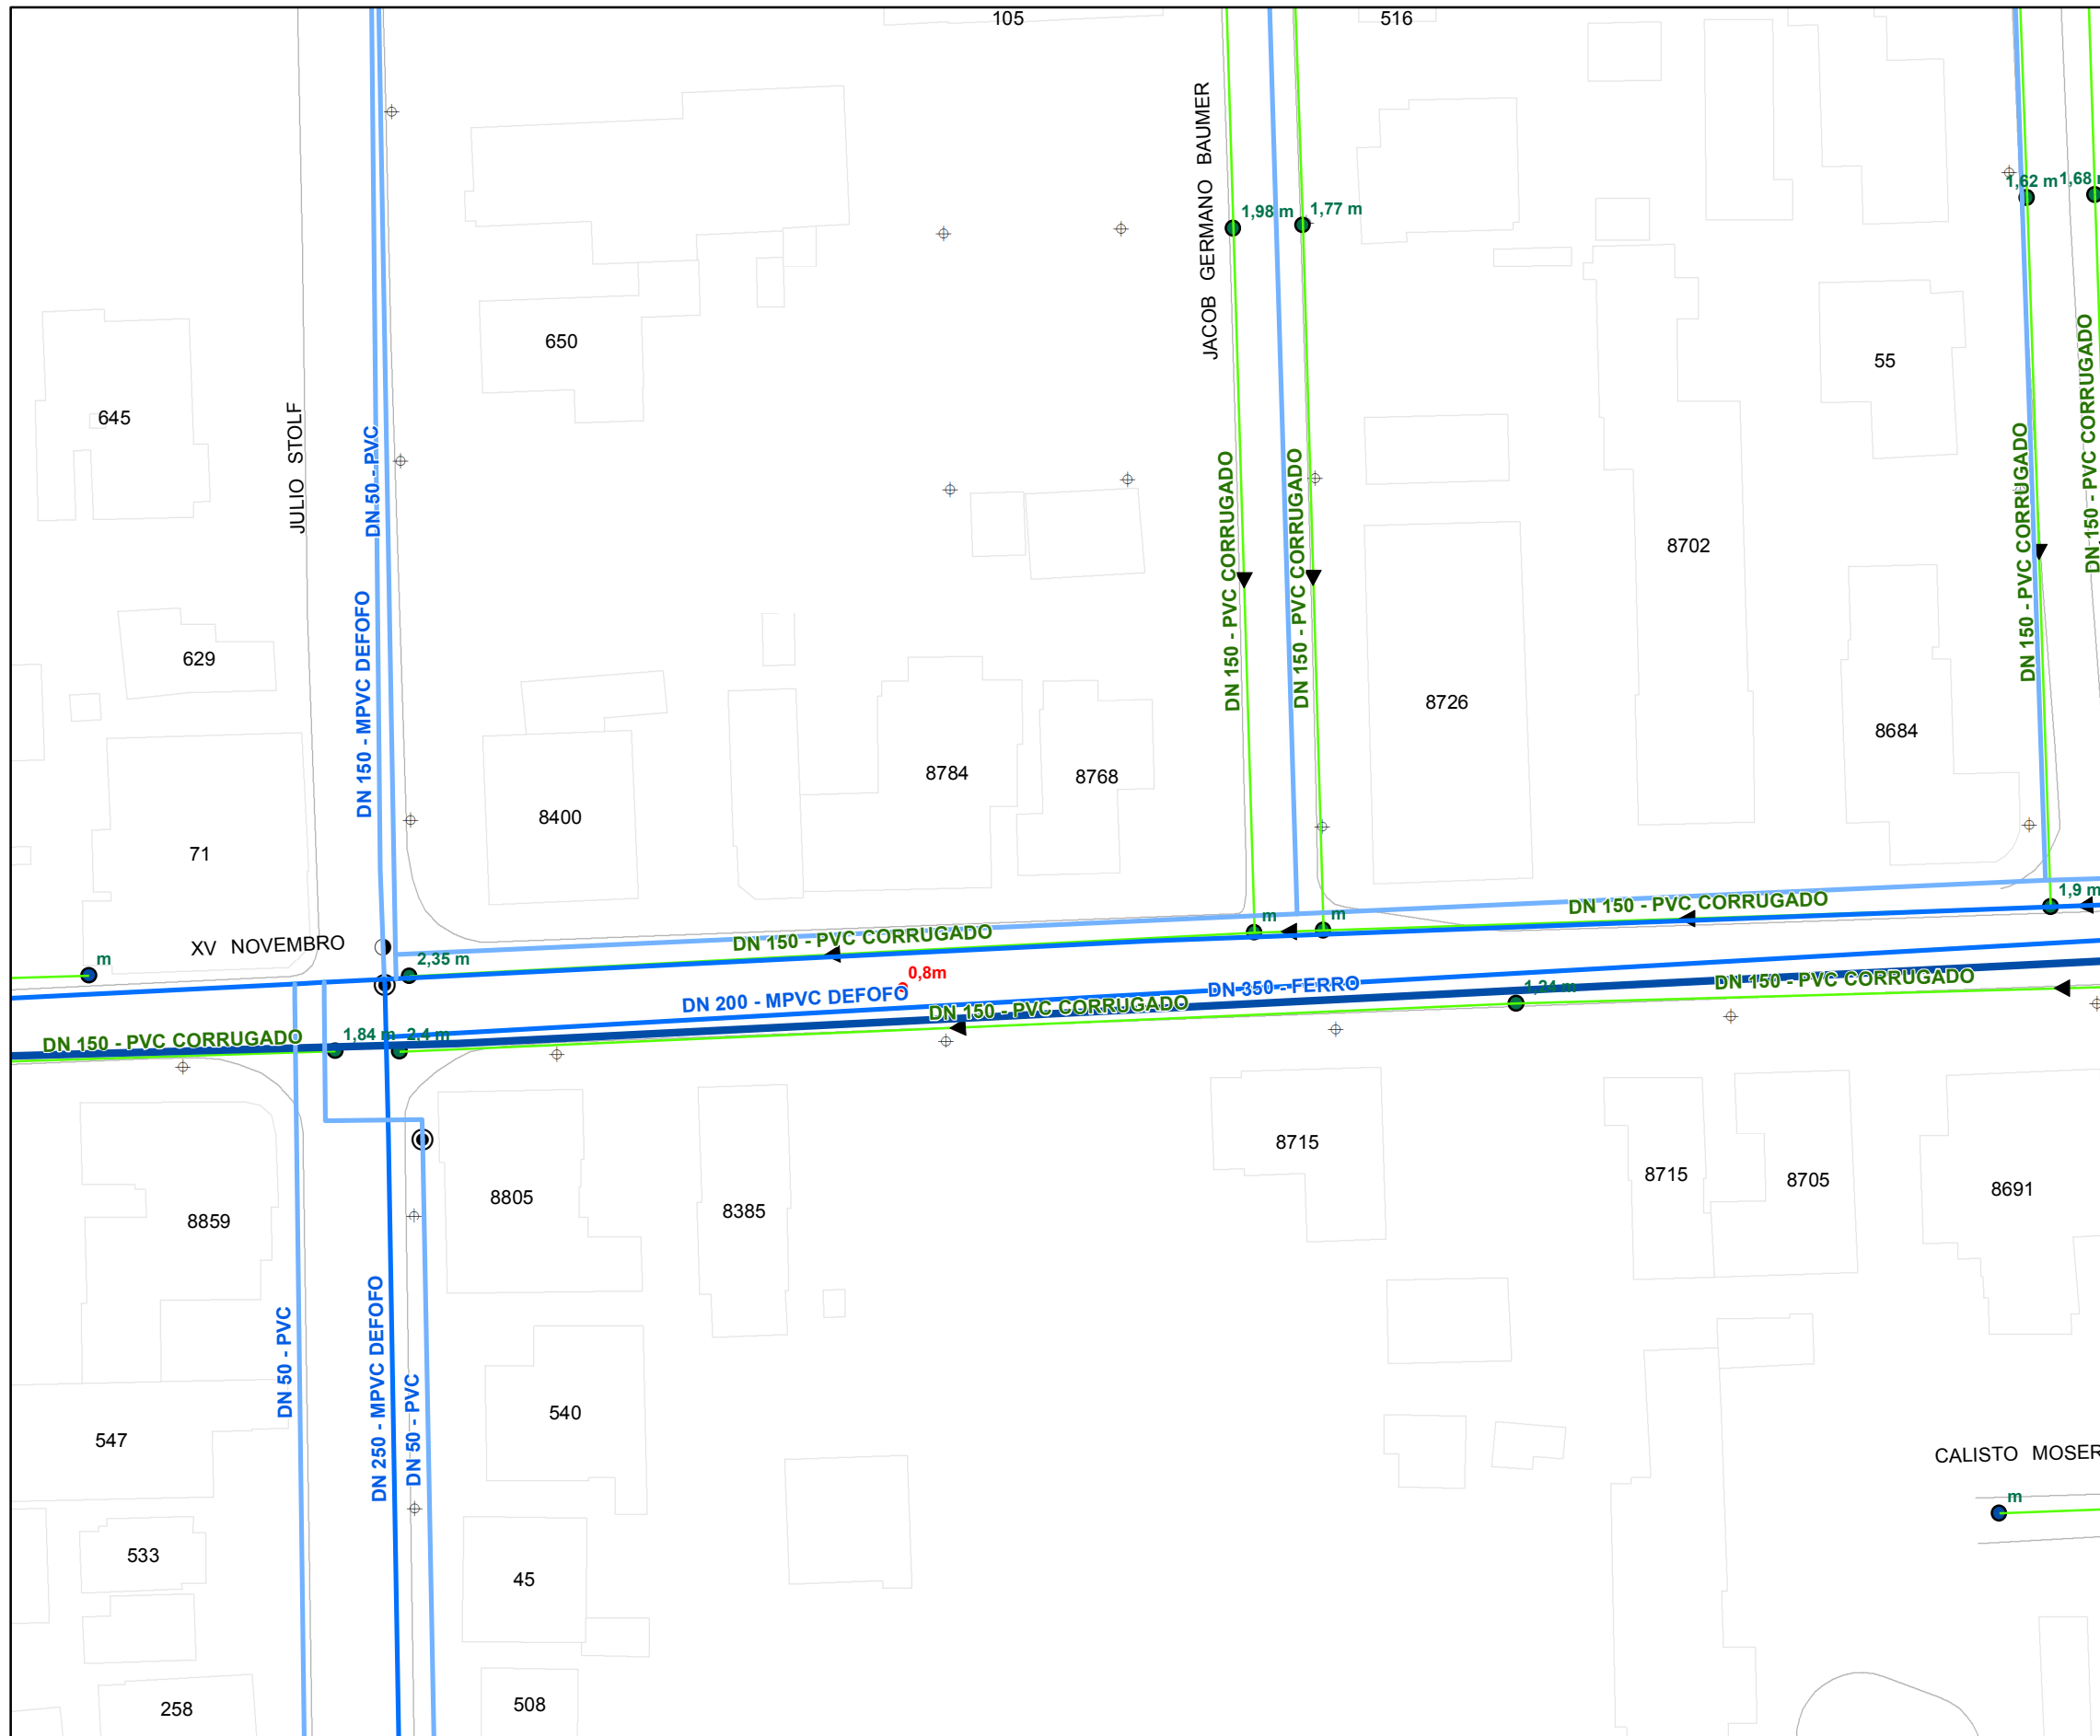 105
516
JACOB GERMANO BAUMER
1,98 m
1,77 m
1,62 m
1,68
650
645
55
JULIO STOLF
DN 50 - PVC
DN 150 - PVC CORRUGADO
DN 150 - PVC CORRUGADO
DN 150 - PVC CORRUGADO
DN 150 - PVC CORRUGADO
8702
629
DN 150 - MPVC DEFOFO
8726
8684
8784
8768
8400
71
1,9 m
DN 150 - PVC CORRUGADO
m
m
DN 150 - PVC CORRUGADO
XV NOVEMBRO
m
2,35 m
0,8m
DN 200 - MPVC DEFOFO
DN 350 - FERRO
1,24 m
DN 150 - PVC CORRUGADO
DN 150 - PVC CORRUGADO
DN 150 - PVC CORRUGADO
1,84 m
2,4 m
8715
8715
8705
8691
8805
8385
8859
DN 50 - PVC
DN 250 - MPVC DEFOFO
DN 50 - PVC
540
547
CALISTO MOSER
m
533
45
258
508